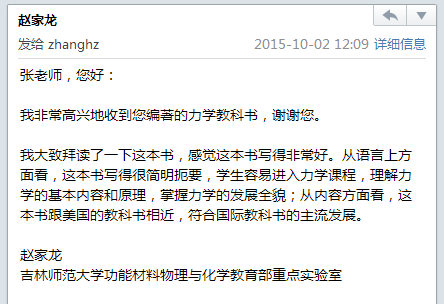 赵家龙
发给 zhanghz
2015-10-02 12:09 详细信息
张老师，您好：
我非常高兴地收到您编著的力学教科书，谢谢您。
我大致拜读了一下这本书，感觉这本书写得非常好。从语言上方
面看，这本书写得很简明扼要，学生容易进入力学课程，理解力
学的基本内容和原理，掌握力学的发展全貌；从内容方面看，这
本书跟美国的教科书相近，符合国际教科书的主流发展。
赵家龙
吉林师范大学功能材料物理与化学教育部重点实验室